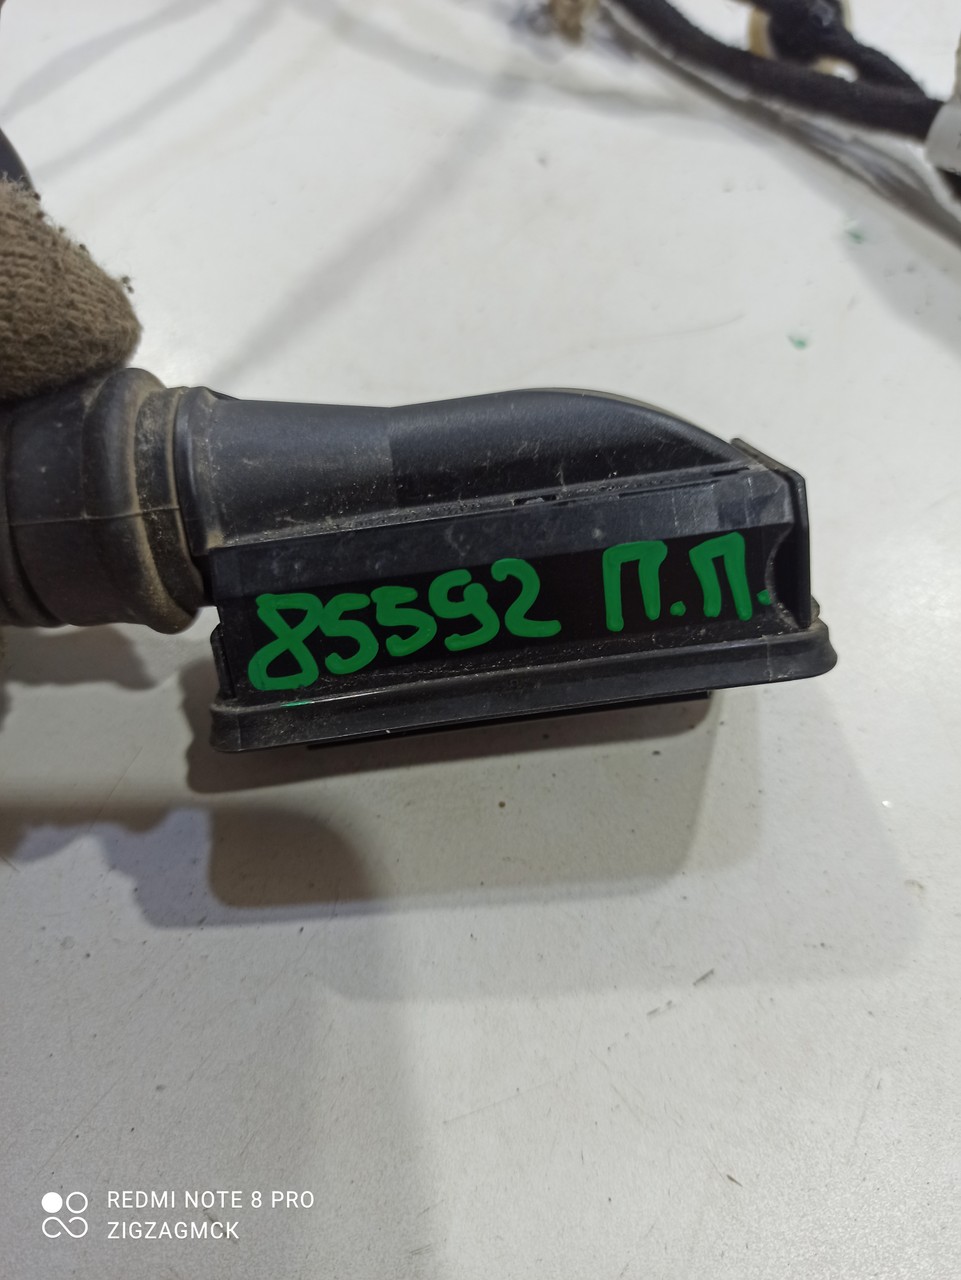 85592 П.П.
REDMI NOTE 8 PRO
ZIGZAGMCK